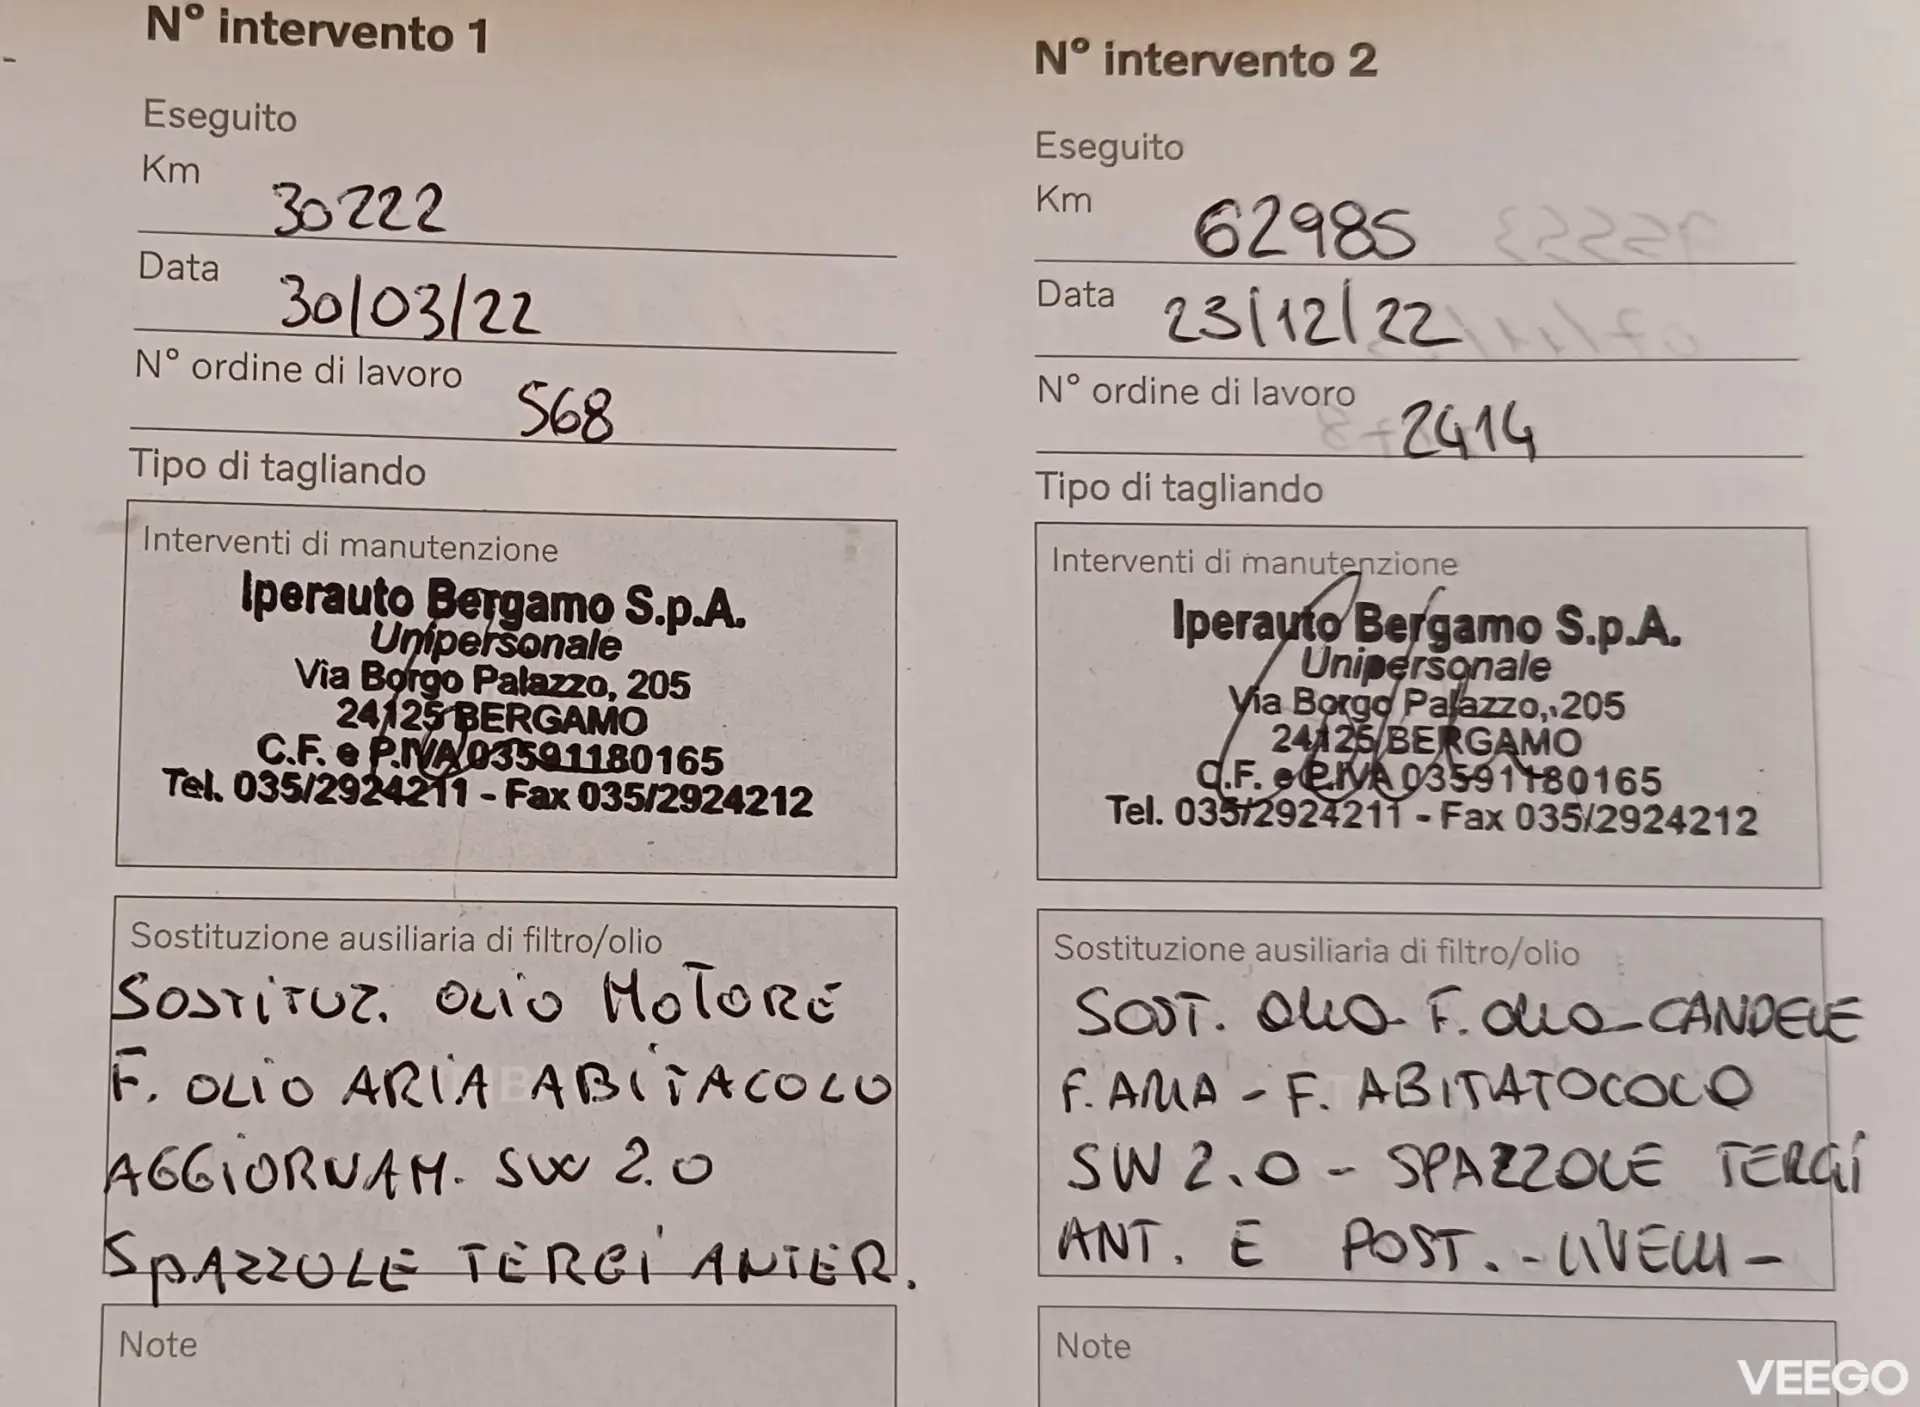 N° intervento 1
Eseguito
Km 30222
Data 30/03/22
N° ordine di lavoro 568
Tipo di tagliando
Interventi di manutenzione
Iperauto Bergamo S.p.A.
Unipersonale
Via Borgo Palazzo, 205
24125 BERGAMO
C.F. e P.IVA 03591180165
Tel. 035/2924211 - Fax 035/2924212
Sostituzione ausiliaria di filtro/olio
SOSTITUZ. OLIO MOTORE
F. OLIO ARIA ABITACOLO
AGGIORNAM. SW 2.0
SPAZZOLE TERGI ANTER.
Note
N° intervento 2
Eseguito
Km 62985
Data 23/12/22
N° ordine di lavoro 2414
Tipo di tagliando
Interventi di manutenzione
Iperauto Bergamo S.p.A.
Unipersonale
Via Borgo Palazzo, 205
24125 BERGAMO
C.F. e P.IVA 03591180165
Tel. 035/2924211 - Fax 035/2924212
Sostituzione ausiliaria di filtro/olio
SOST. OLIO - F. OLIO - CANDELE
F. ARIA - F. ABITATOCOLO
SW 2.0 - SPAZZOLE TERGI
ANT. E POST. - LIVELLI -
Note
VEEGO